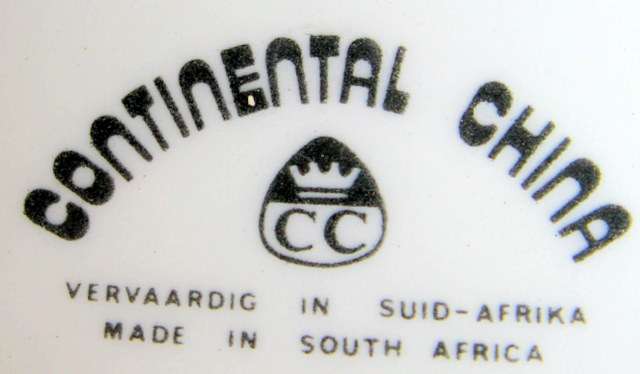 CONTINENTAL CHINA
CC
VERVAARDIG IN SUID-AFRIKA
MADE IN SOUTH AFRICA